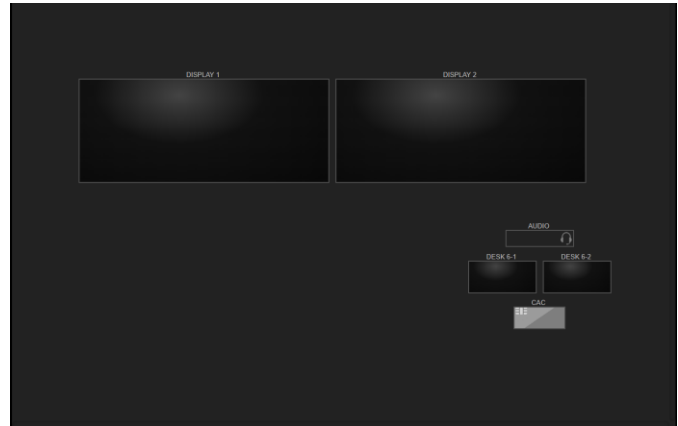 DISPLAY 1
DISPLAY 2
AUDIO
DESK 6-1
DESK 6-2
CAC